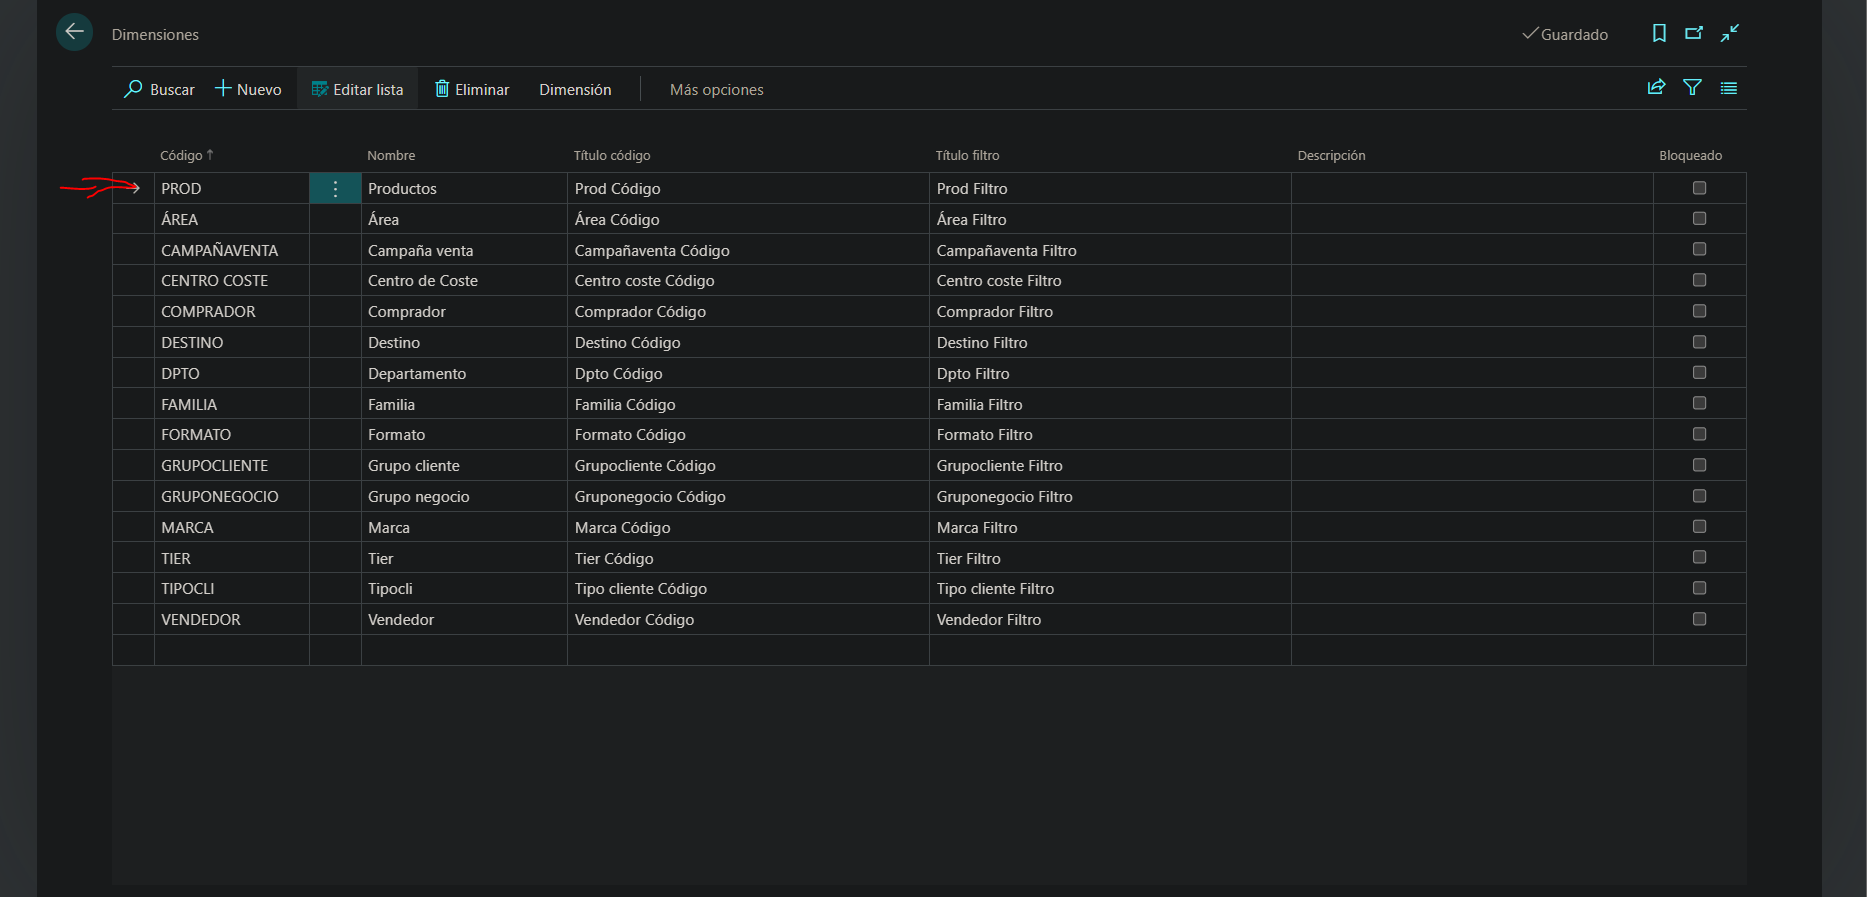 Dimensiones Guardado
Buscar Nuevo Editar lista Eliminar Dimensión Más opciones
Código ↑ Nombre Título código Título filtro Descripción Bloqueado
PROD Productos Prod Código Prod Filtro
ÁREA Área Área Código Área Filtro
CAMPAÑAVENTA Campaña venta Campañaventa Código Campañaventa Filtro
CENTRO COSTE Centro de Coste Centro coste Código Centro coste Filtro
COMPRADOR Comprador Comprador Código Comprador Filtro
DESTINO Destino Destino Código Destino Filtro
DPTO Departamento Dpto Código Dpto Filtro
FAMILIA Familia Familia Código Familia Filtro
FORMATO Formato Formato Código Formato Filtro
GRUPOCLIENTE Grupo cliente Grupocliente Código Grupocliente Filtro
GRUPONEGOCIO Grupo negocio Gruponegocio Código Gruponegocio Filtro
MARCA Marca Marca Código Marca Filtro
TIER Tier Tier Código Tier Filtro
TIPOCLI Tipocli Tipo cliente Código Tipo cliente Filtro
VENDEDOR Vendedor Vendedor Código Vendedor Filtro